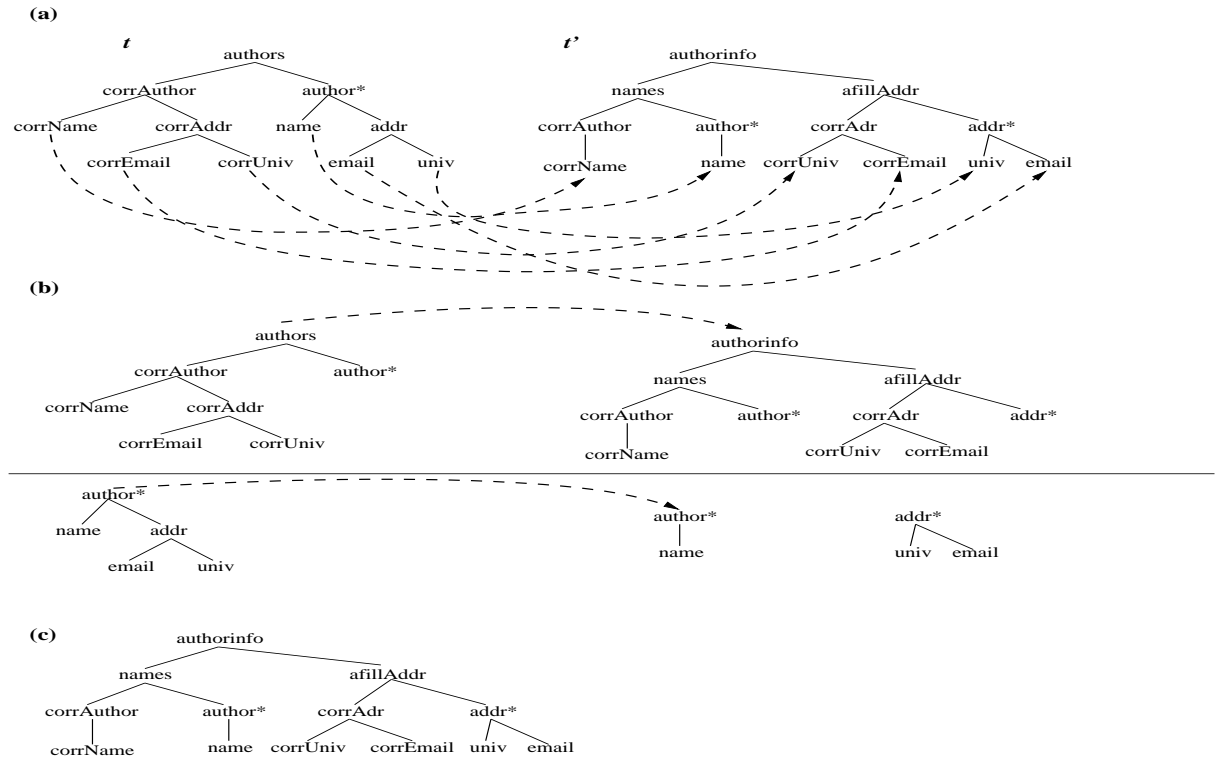 (a)
t t’
authors authorinfo
corrAuthor author* names afillAddr
corrName corrAddr name addr corrAuthor author* corrAdr addr*
corrEmail corrUniv email univ corrName name corrUniv corrEmail univ email
(b)
authors authorinfo
corrAuthor author* names afillAddr
corrName corrAddr corrAuthor author* corrAdr addr*
corrEmail corrUniv corrName corrUniv corrEmail
author* author* addr*
name addr name univ email
email univ
(c)
authorinfo
names afillAddr
corrAuthor author* corrAdr addr*
corrName name corrUniv corrEmail univ email